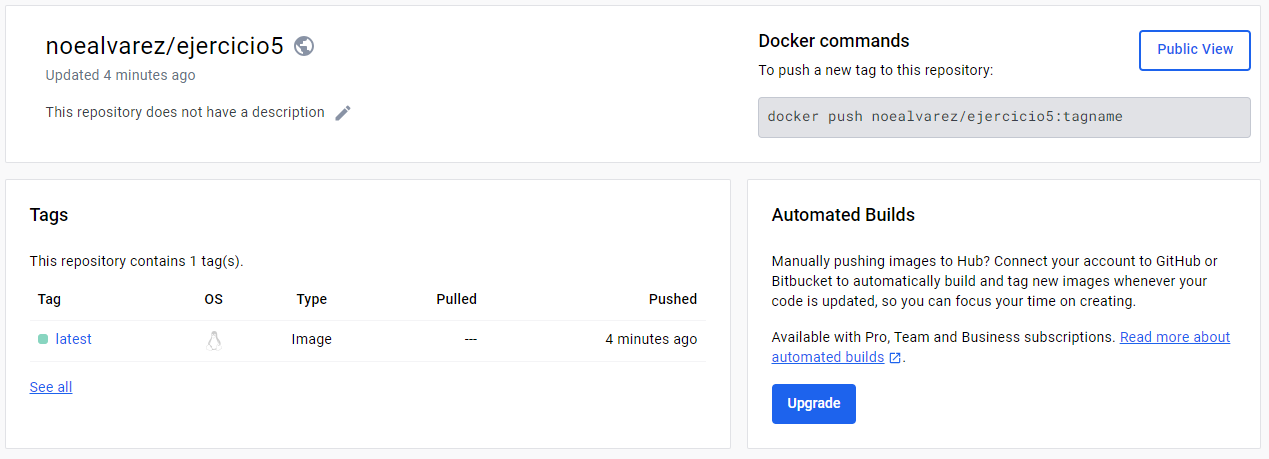 noealvarez/ejercicio5
Updated 4 minutes ago
This repository does not have a description
Docker commands
Public View
To push a new tag to this repository:
docker push noealvarez/ejercicio5:tagname
Tags
This repository contains 1 tag(s).
Tag OS Type Pulled Pushed
latest Image --- 4 minutes ago
See all
Automated Builds
Manually pushing images to Hub? Connect your account to GitHub or
Bitbucket to automatically build and tag new images whenever your
code is updated, so you can focus your time on creating.
Available with Pro, Team and Business subscriptions. Read more about
automated builds .
Upgrade